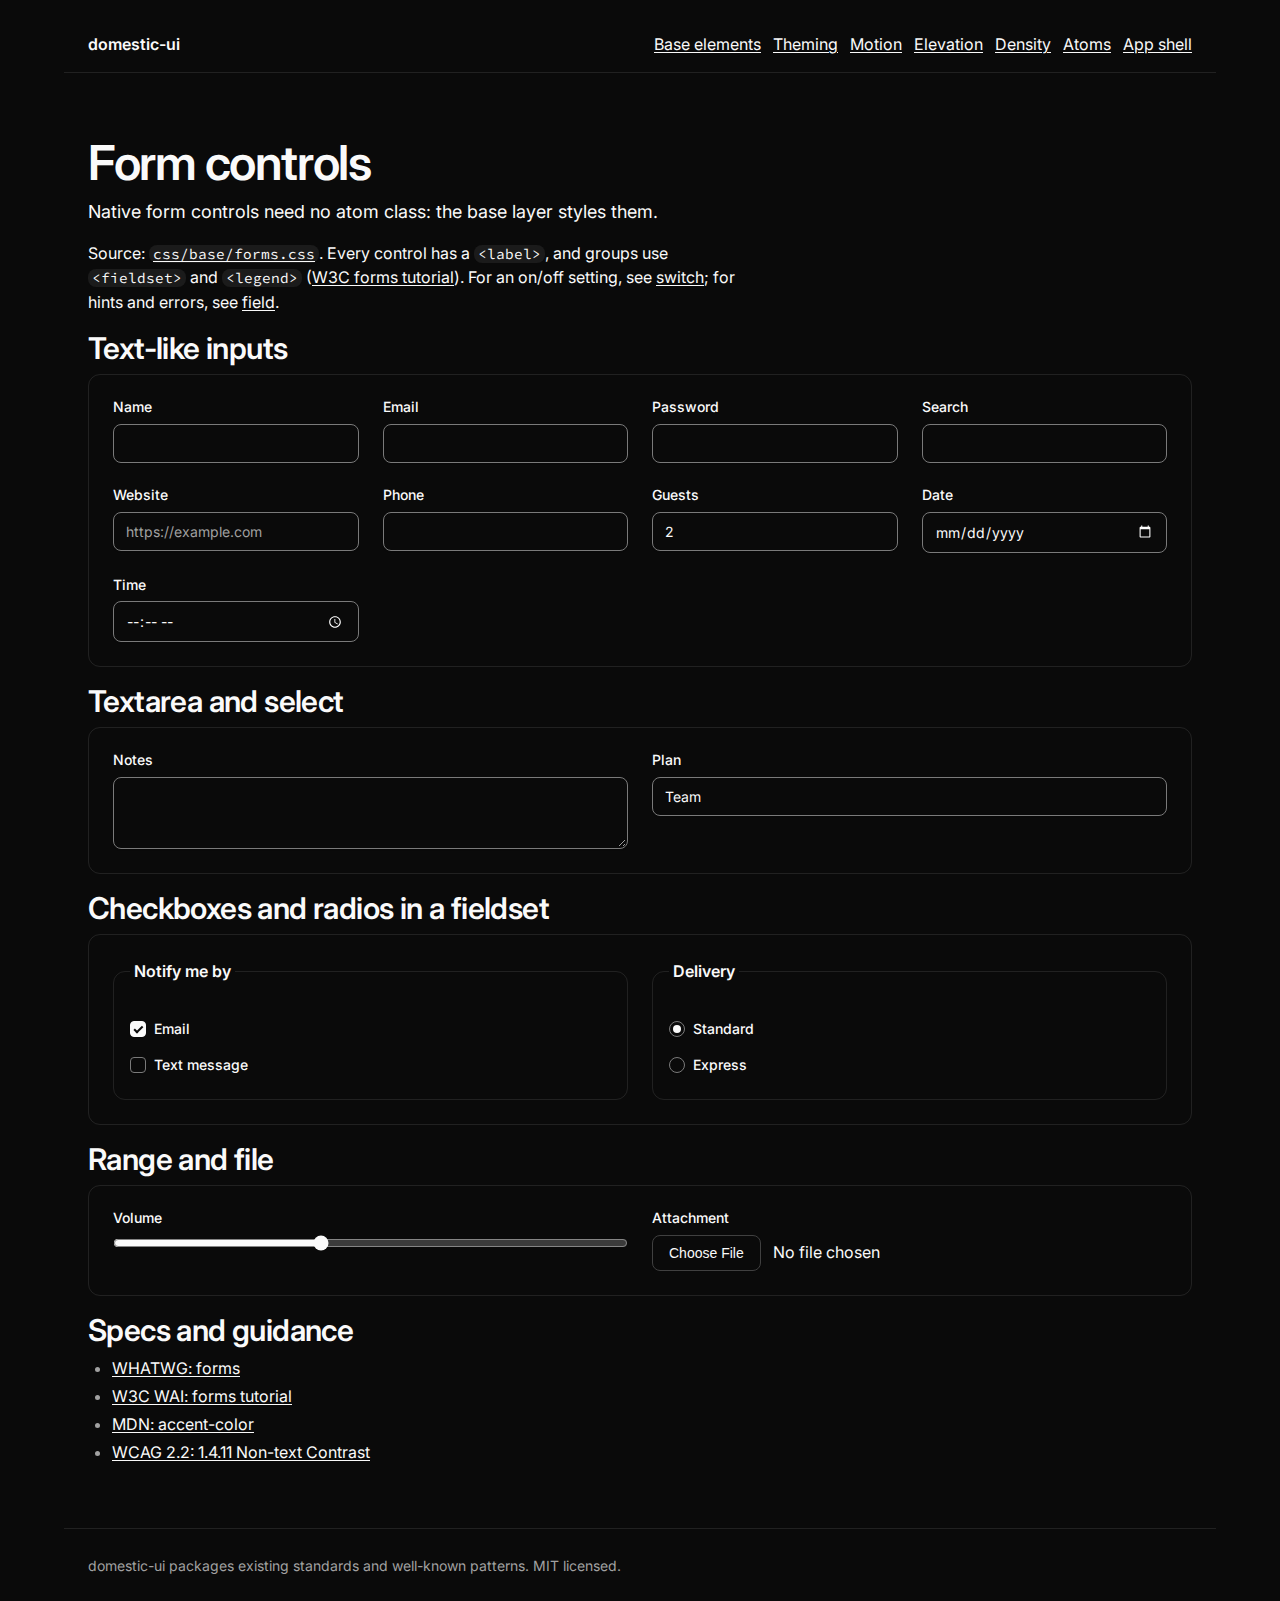 domestic-ui
Base elements Theming Motion Elevation Density Atoms App shell
Form controls
Native form controls need no atom class: the base layer styles them.
Source: css/base/forms.css. Every control has a <label>, and groups use
<fieldset> and <legend> (W3C forms tutorial). For an on/off setting, see switch; for
hints and errors, see field.
Text-like inputs
Name Email Password Search
Website Phone Guests Date
https://example.com 2 mm/dd/yyyy
Time
--:-- --
Textarea and select
Notes Plan
Team
Checkboxes and radios in a fieldset
Notify me by Delivery
Email Standard
Text message Express
Range and file
Volume Attachment
Choose File No file chosen
Specs and guidance
WHATWG: forms
W3C WAI: forms tutorial
MDN: accent-color
WCAG 2.2: 1.4.11 Non-text Contrast
domestic-ui packages existing standards and well-known patterns. MIT licensed.